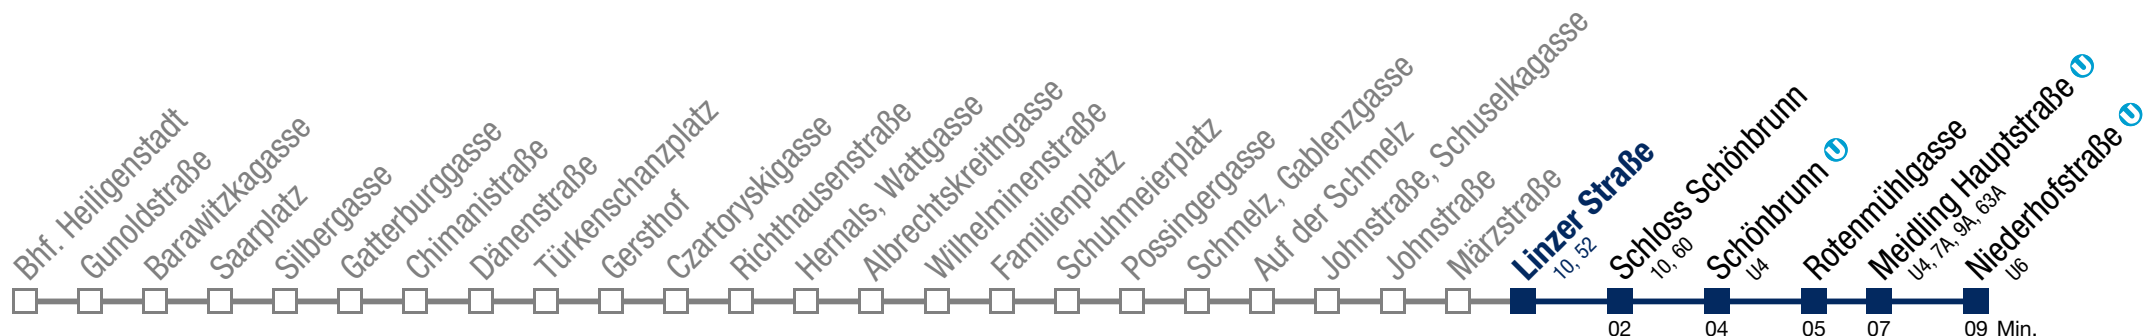 Bhf. Heiligenstadt
Gunoldstraße
Barawitzkagasse
Saarplatz
Silbergasse
Gatterburggasse
Chimanistraße
Dänenstraße
Türkenschanzplatz
Gersthof
Czartoryskigasse
Richthausenstraße
Hernals, Wattgasse
Albrechtskreithgasse
Wilhelminenstraße
Familienplatz
Schuhmeierplatz
Possingergasse
Schmelz, Gablenzgasse
Auf der Schmelz
Johnstraße, Schuselkagasse
Johnstraße
Märzstraße
Linzer Straße
10, 52
Schloss Schönbrunn
10, 60
Schönbrunn U
U4
Rotenmühlgasse
Meidling Hauptstraße U
U4, 7A, 9A, 63A
Niederhofstraße U
U6
02 04 05 07 09 Min.